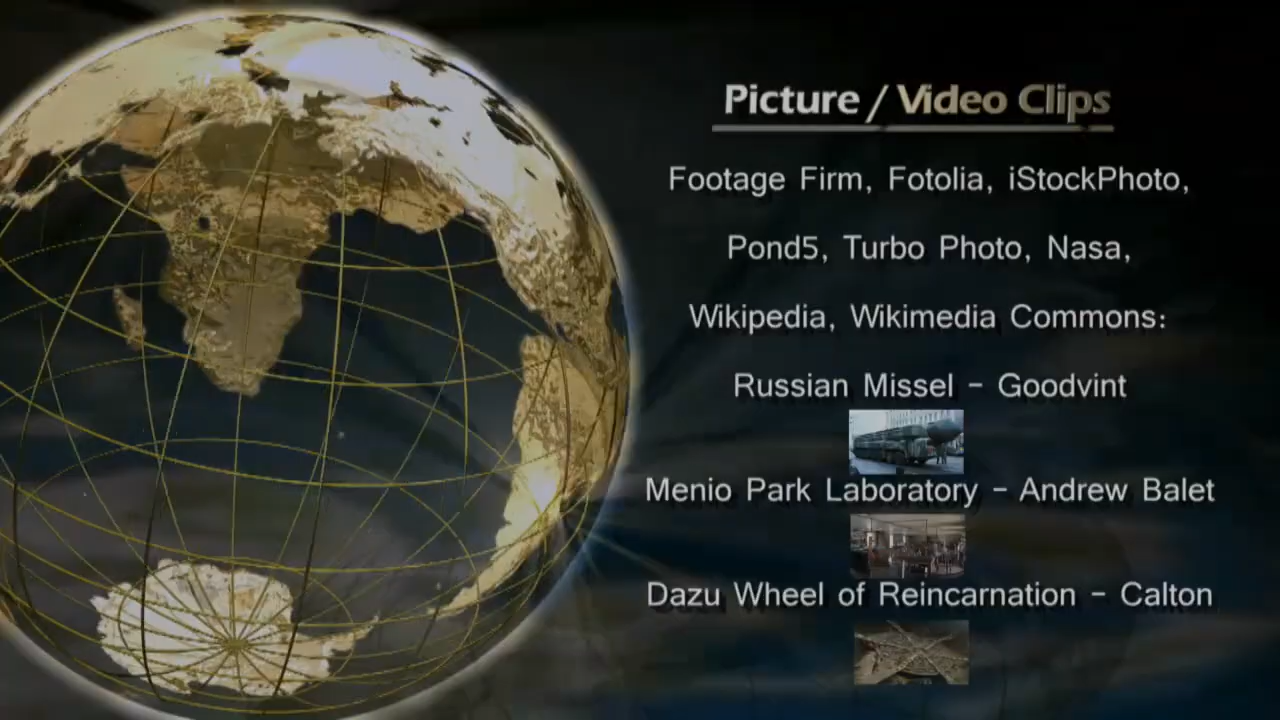 Picture / Video Clips
Footage Firm, Fotolia, iStockPhoto,
Pond5, Turbo Photo, Nasa,
Wikipedia, Wikimedia Commons:
Russian Missel - Goodvint
Menio Park Laboratory - Andrew Balet
Dazu Wheel of Reincarnation - Calton